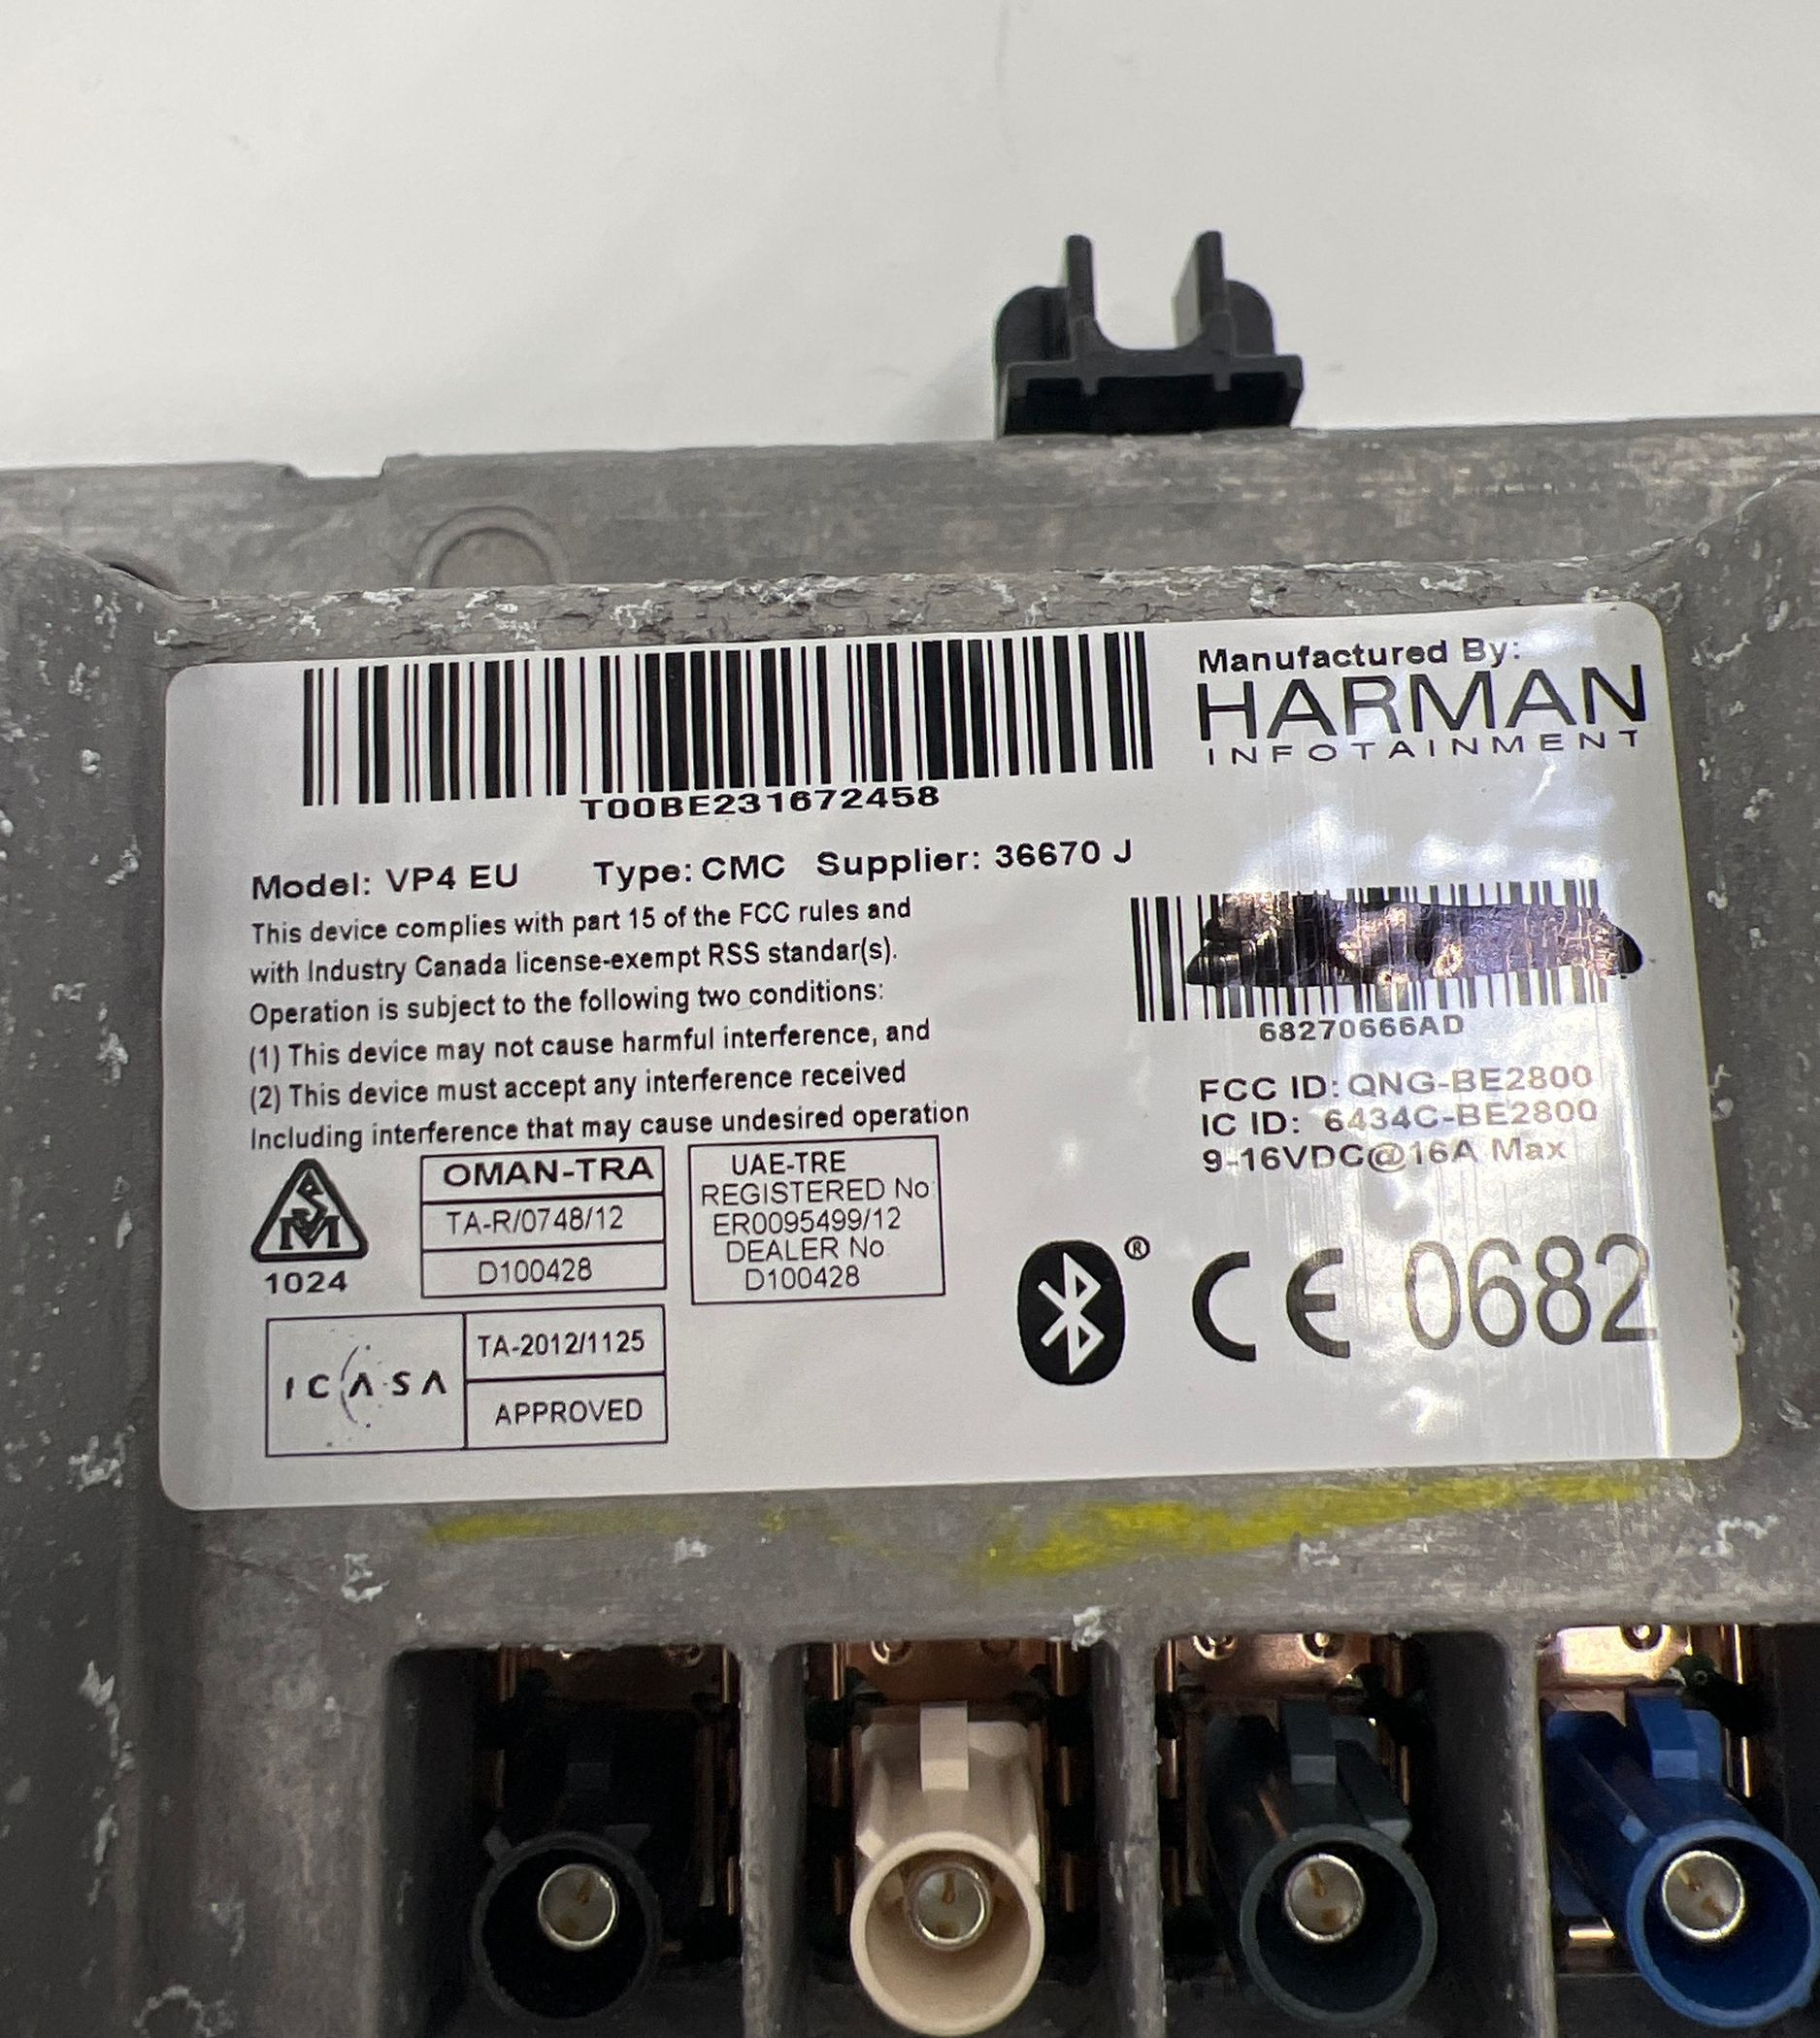 T00BE231672458
Manufactured By:
HARMAN
INFOTAINMENT
Model: VP4 EU Type: CMC Supplier: 36670 J
This device complies with part 15 of the FCC rules and
with Industry Canada license-exempt RSS standar(s).
Operation is subject to the following two conditions:
(1) This device may not cause harmful interference, and
(2) This device must accept any interference received
Including interference that may cause undesired operation
68270666AD
FCC ID: QNG-BE2800
IC ID: 6434C-BE2800
9-16VDC@16A Max
SM
1024
OMAN-TRA
TA-R/0748/12
D100428
UAE-TRE
REGISTERED No
ER0095499/12
DEALER No
D100428
ICASA
TA-2012/1125
APPROVED
® CE 0682